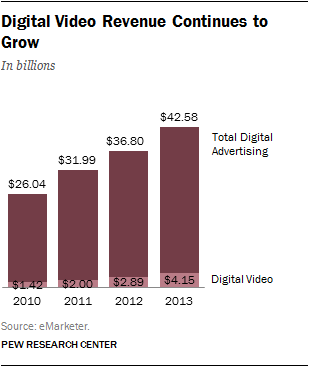 Digital Video Revenue Continues to
Grow
In billions
$42.58
$36.80
$31.99
$26.04
Total Digital
Advertising
Digital Video
$1.42
$2.00
$2.89
$4.15
2010
2011
2012
2013
Source: eMarketer.
PEW RESEARCH CENTER